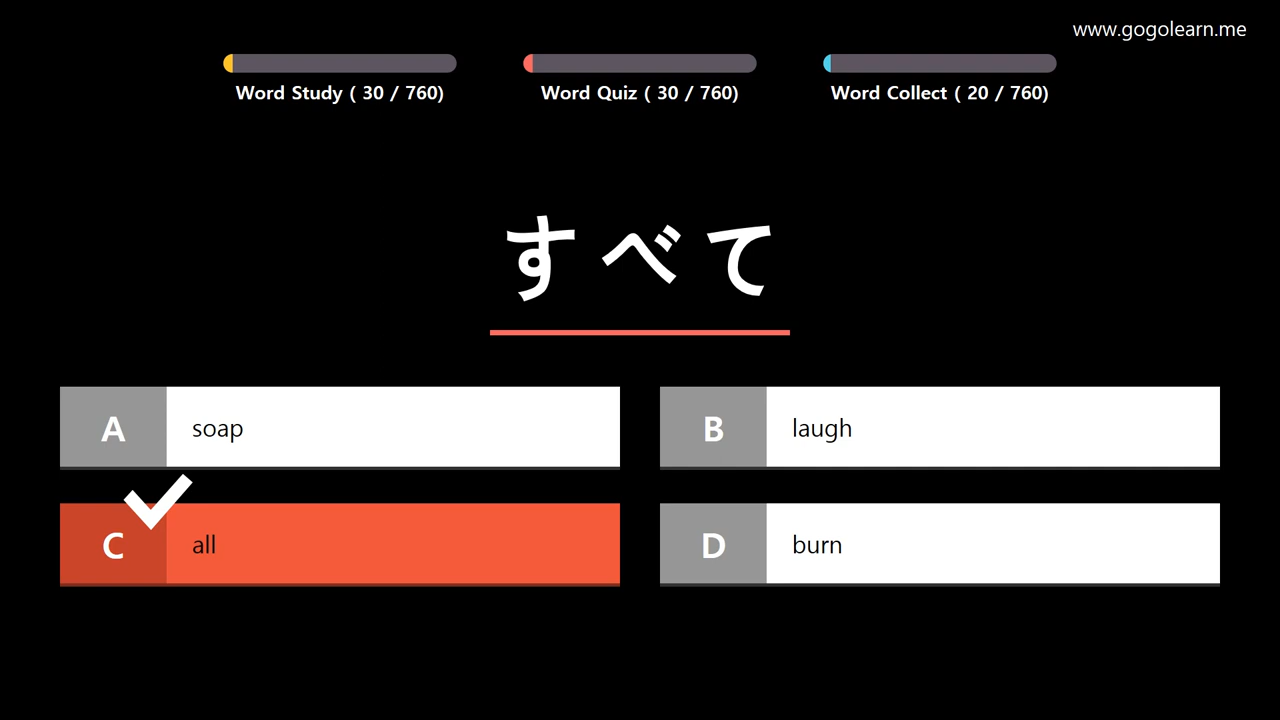 www.gogolearn.me
Word Study ( 30 / 760)
Word Quiz ( 30 / 760)
Word Collect ( 20 / 760)
すべて
A soap
B laugh
C all
D burn